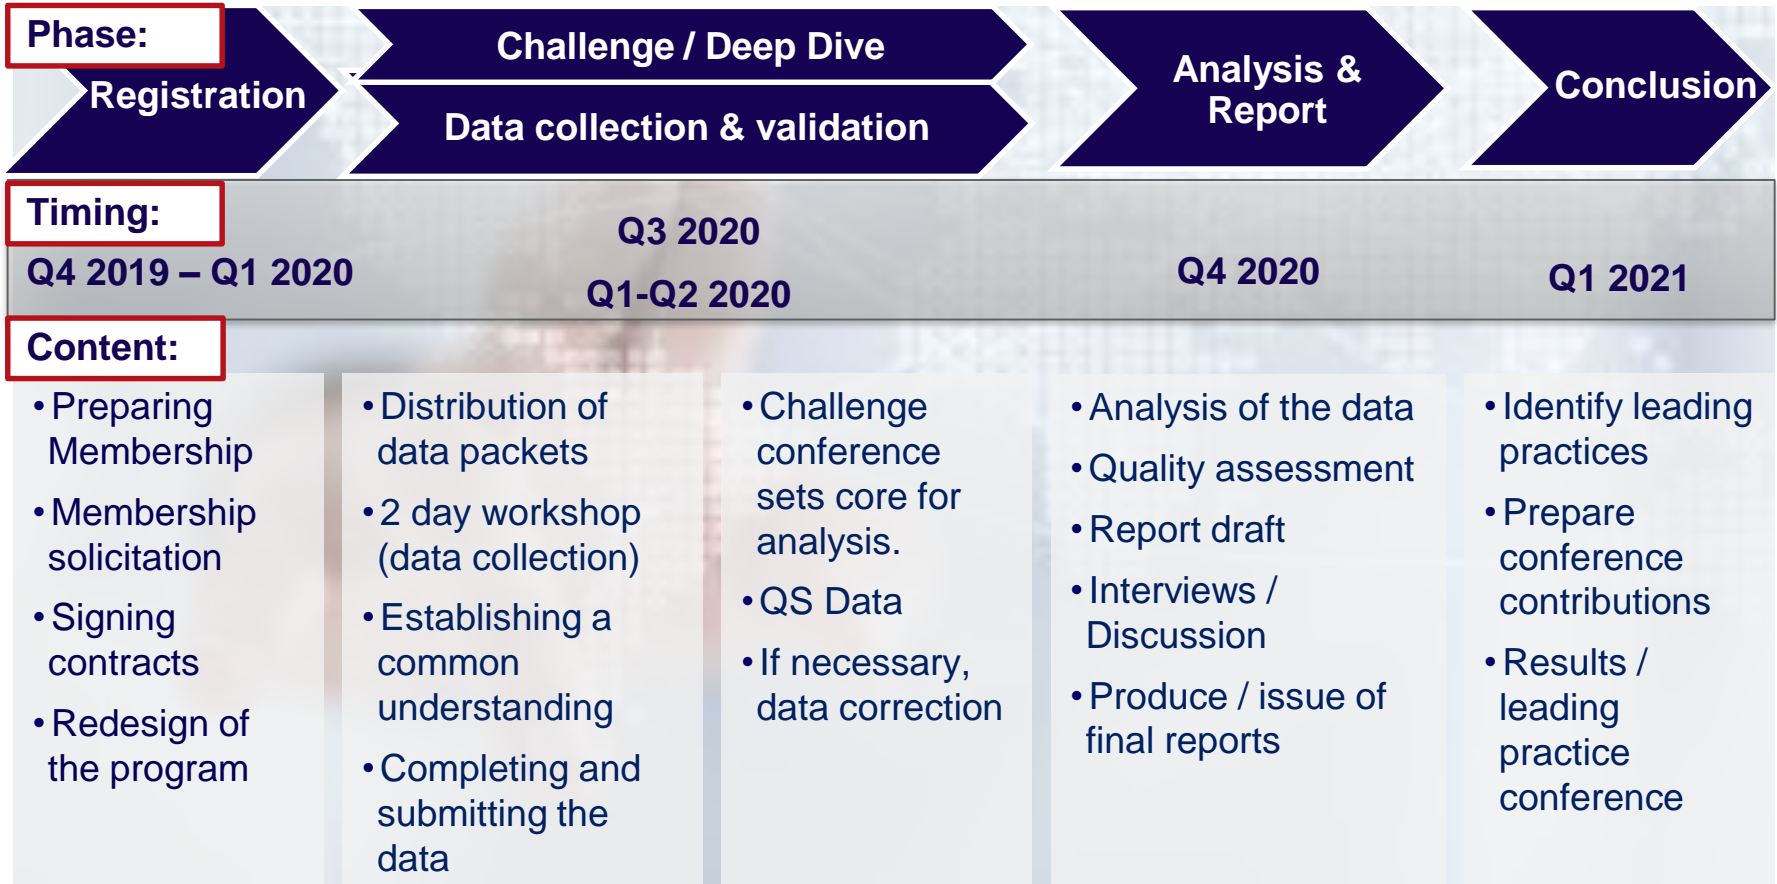 Phase:
Registration
Challenge / Deep Dive
Data collection & validation
Analysis &
Report
Conclusion
Timing:
Q4 2019 – Q1 2020
Q3 2020
Q1-Q2 2020
Q4 2020
Q1 2021
Content:
• Preparing
Membership
• Membership
solicitation
• Signing
contracts
• Redesign of
the program
• Distribution of
data packets
• 2 day workshop
(data collection)
• Establishing a
common
understanding
• Completing and
submitting the
data
• Challenge
conference
sets core for
analysis.
• QS Data
• If necessary,
data correction
• Analysis of the data
• Quality assessment
• Report draft
• Interviews /
Discussion
• Produce / issue of
final reports
• Identify leading
practices
• Prepare
conference
contributions
• Results /
leading
practice
conference